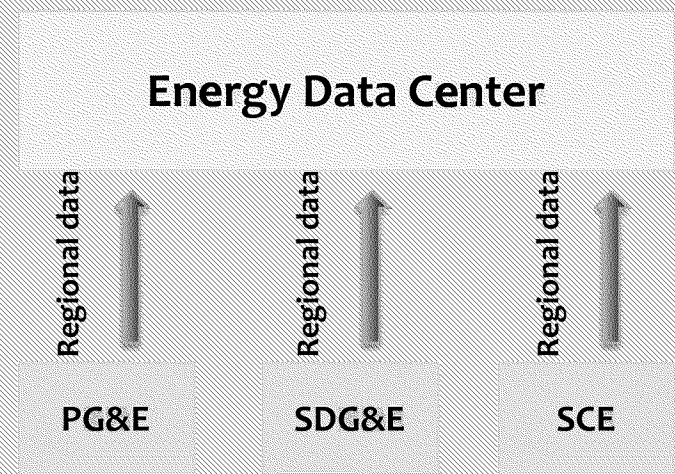 Energy Data Center
Regional data
Regional data
Regional data
PG&E
SDG&E
SCE